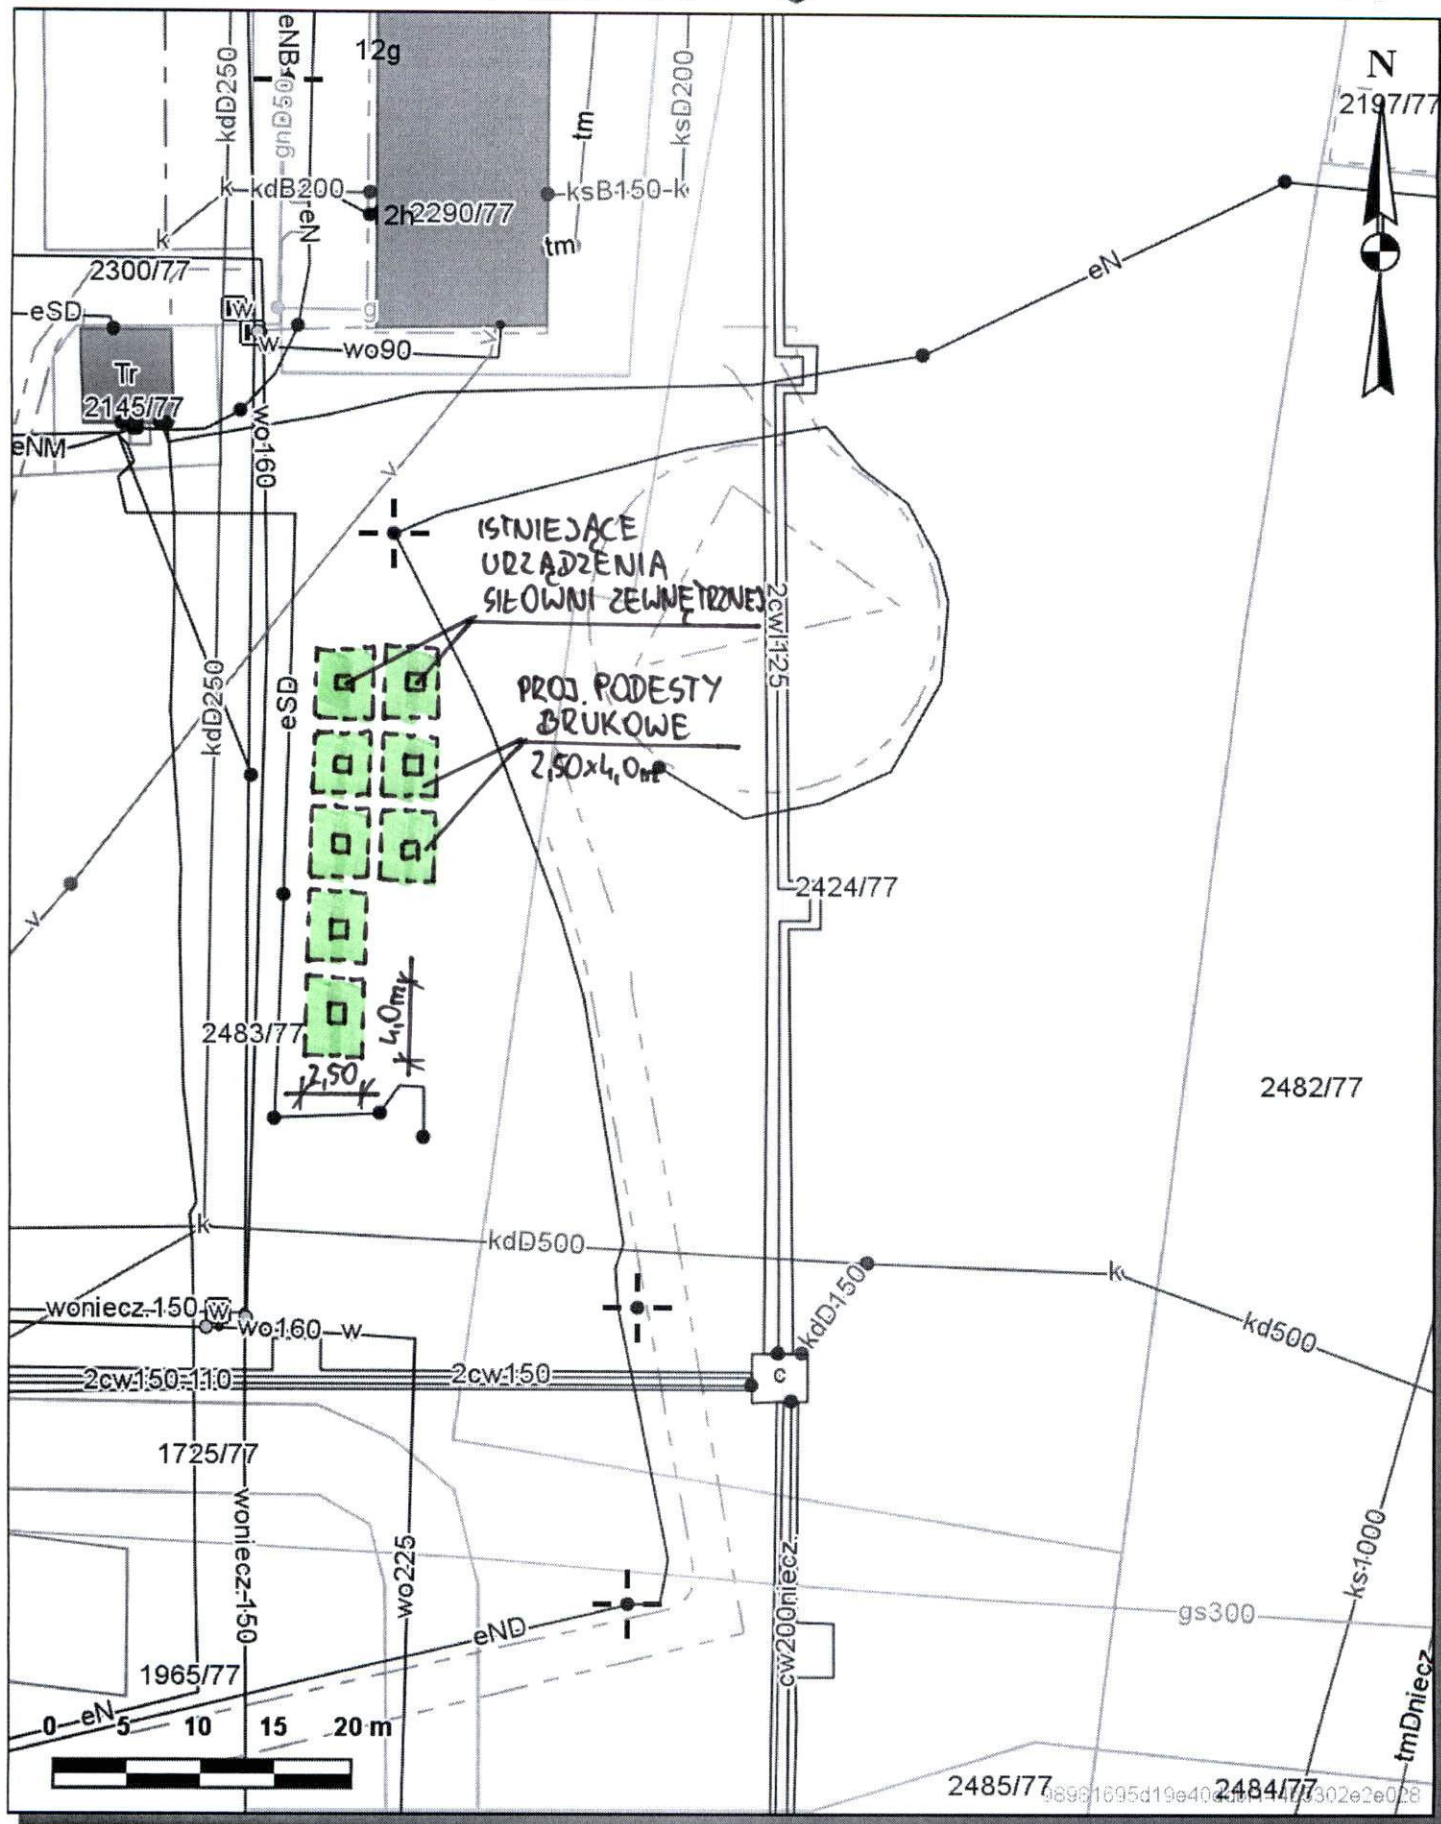 12g
N
2197/77
kdD250
eNB
gnD50
tm
ksD200
k
kdB200
ksB150
k
2h
2290/77
eN
tm
k
2300/77
eN
eSD
w
g
w
wo90
v
Tr
2145/77
eNM
wo160
v
ISTNIEJĄCE
URZĄDZENIA
SIŁOWNI ZEWNĘTRZNEJ
2cwl125
kdD250
eSD
PROJ. PODESTY
BRUKOWE
2,50x4,0m
2424/77
v
4,0m
2483/77
2,50
2482/77
k
kdD500
k
kdD150
kd500
woniecz.150
w
wo160
w
2cw150-110
2cw150
c
1725/77
woniecz-150
wo225
cw200niecz
ks1000
gs300
eND
1965/77
tmDniecz
eN
0 5 10 15 20 m
2485/77
2484/77